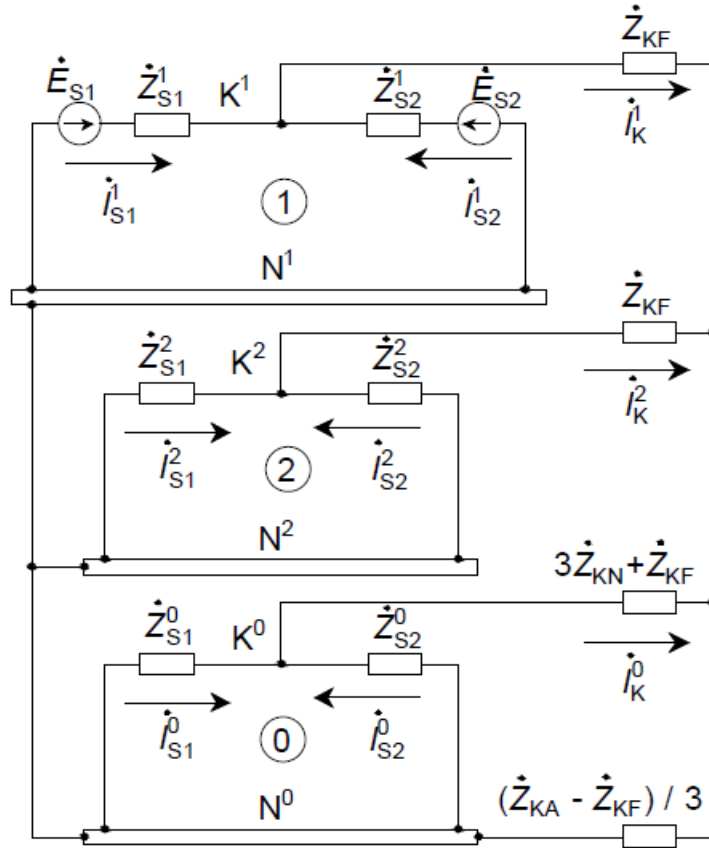 Ż_KF
Ė_S1 Ż¹_S1 K¹ Ż¹_S2 Ė_S2
İ¹_K
İ¹_S1 1 İ¹_S2
N¹
Ż_KF
Ż²_S1 K² Ż²_S2
İ²_K
İ²_S1 2 İ²_S2
N²
3Ż_KN+Ż_KF
Ż⁰_S1 K⁰ Ż⁰_S2
İ⁰_K
İ⁰_S1 0 İ⁰_S2
N⁰
(Ż_KA - Ż_KF) / 3